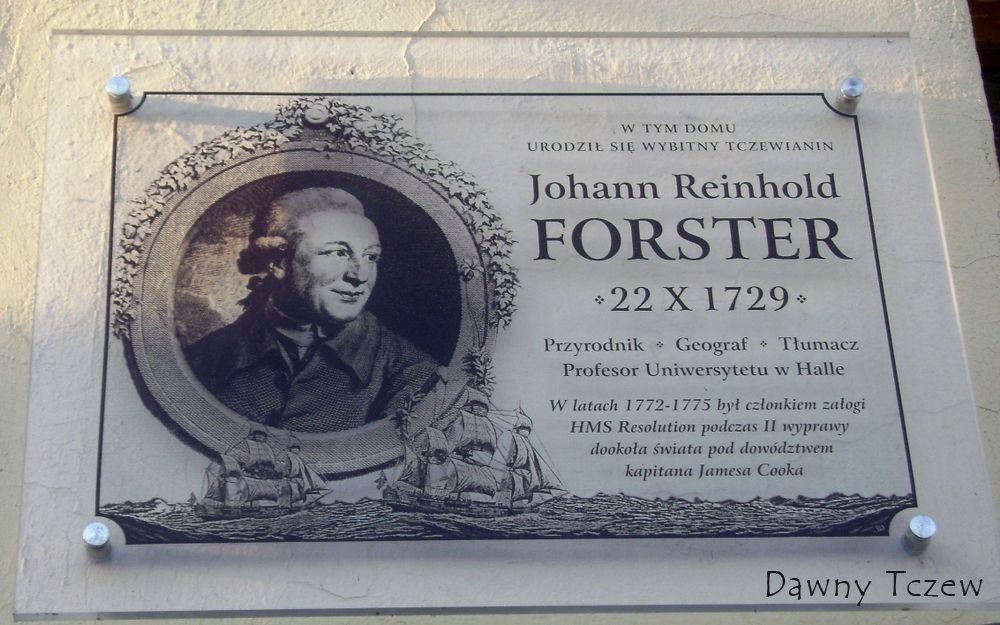 W TYM DOMU
URODZIŁ SIĘ WYBITNY TCZEWIANIN
Johann Reinhold
FORSTER
22 X 1729
Przyrodnik Geograf Tłumacz
Profesor Uniwersytetu w Halle
W latach 1772-1775 był członkiem załogi
HMS Resolution podczas II wyprawy
dookoła świata pod dowództwem
kapitana Jamesa Cooka
Dawny Tczew